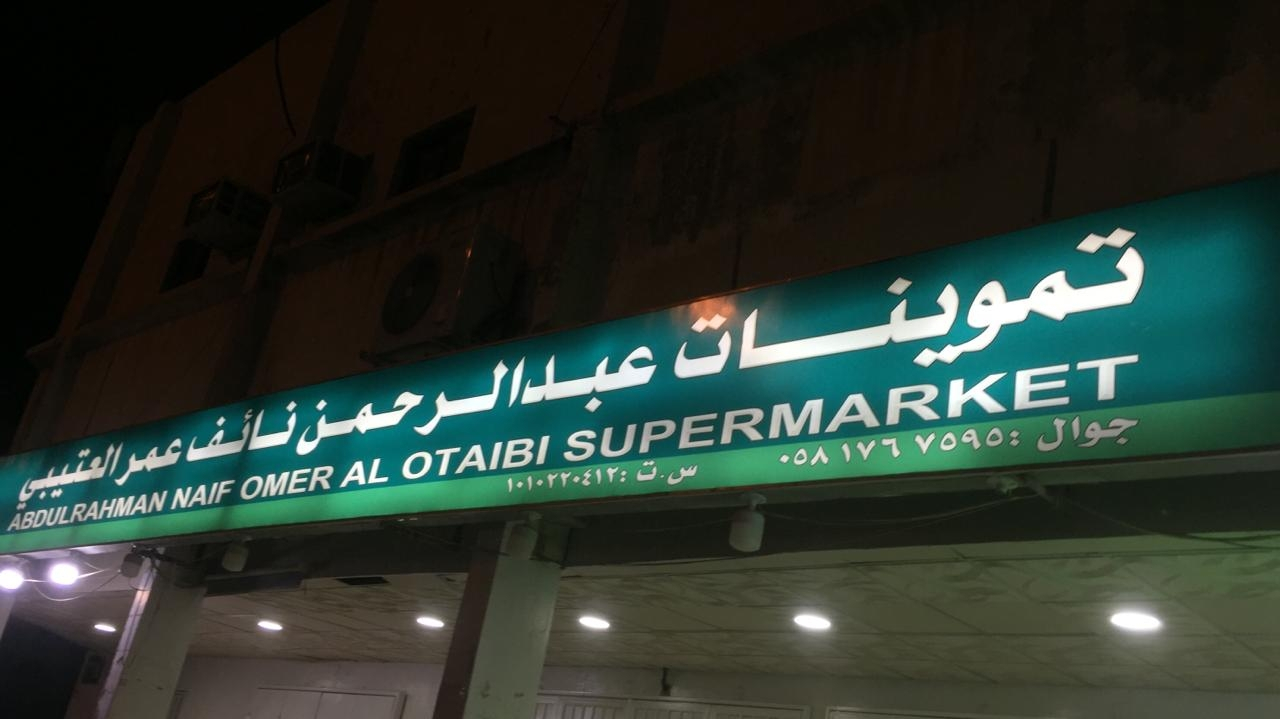 تموينات عبدالرحمن نائف عمر العتيبي
ABDULRAHMAN NAIF OMER AL OTAIBI SUPERMARKET
جوال :٠٥٨١٧٦٧٥٩٥ س.ت :١٠١٠٢٢٠٤١٢